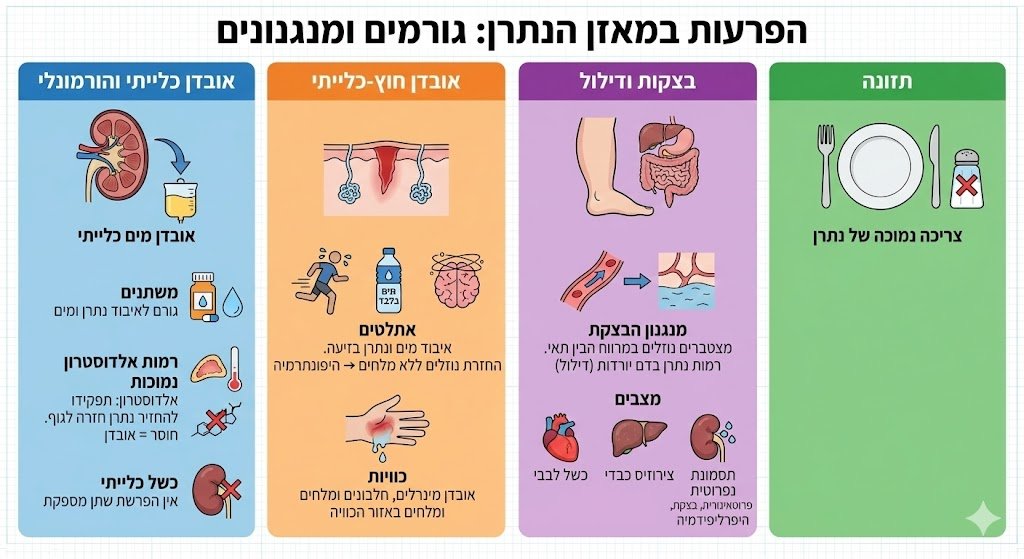 הפרעות במאזן הנתרן: גורמים ומנגנונים
תזונה
צריכה נמוכה של נתרן
בצקות ודילול
מנגנון הבצקת
מצטברים נוזלים במרווח הבין תאי.
רמות נתרן בדם יורדות (דילול)
מצבים
תסמונת
נפרוטית
פרוטאינוריה, בצקת,
היפרליפידמיה
צירוזיס כבדי
כשל לבבי
אובדן חוץ-כלייתי
מים
בלבד
אתלטים
איבוד מים ונתרן בזיעה.
החזרת נוזלים ללא מלחים → היפונתרמיה
כוויות
אובדן מינרלים, חלבונים ומלחים
ומלחים באזור הכוויה
אובדן כלייתי והורמונלי
אובדן מים כלייתי
משתנים
גורם לאיבוד נתרן ומים
רמות אלדוסטרון
נמוכות
אלדוסטרון: תפקידו
להחזיר נתרן חזרה לגוף.
חוסר = אובדן
כשל כלייתי
אין הפרשת שתן מספקת